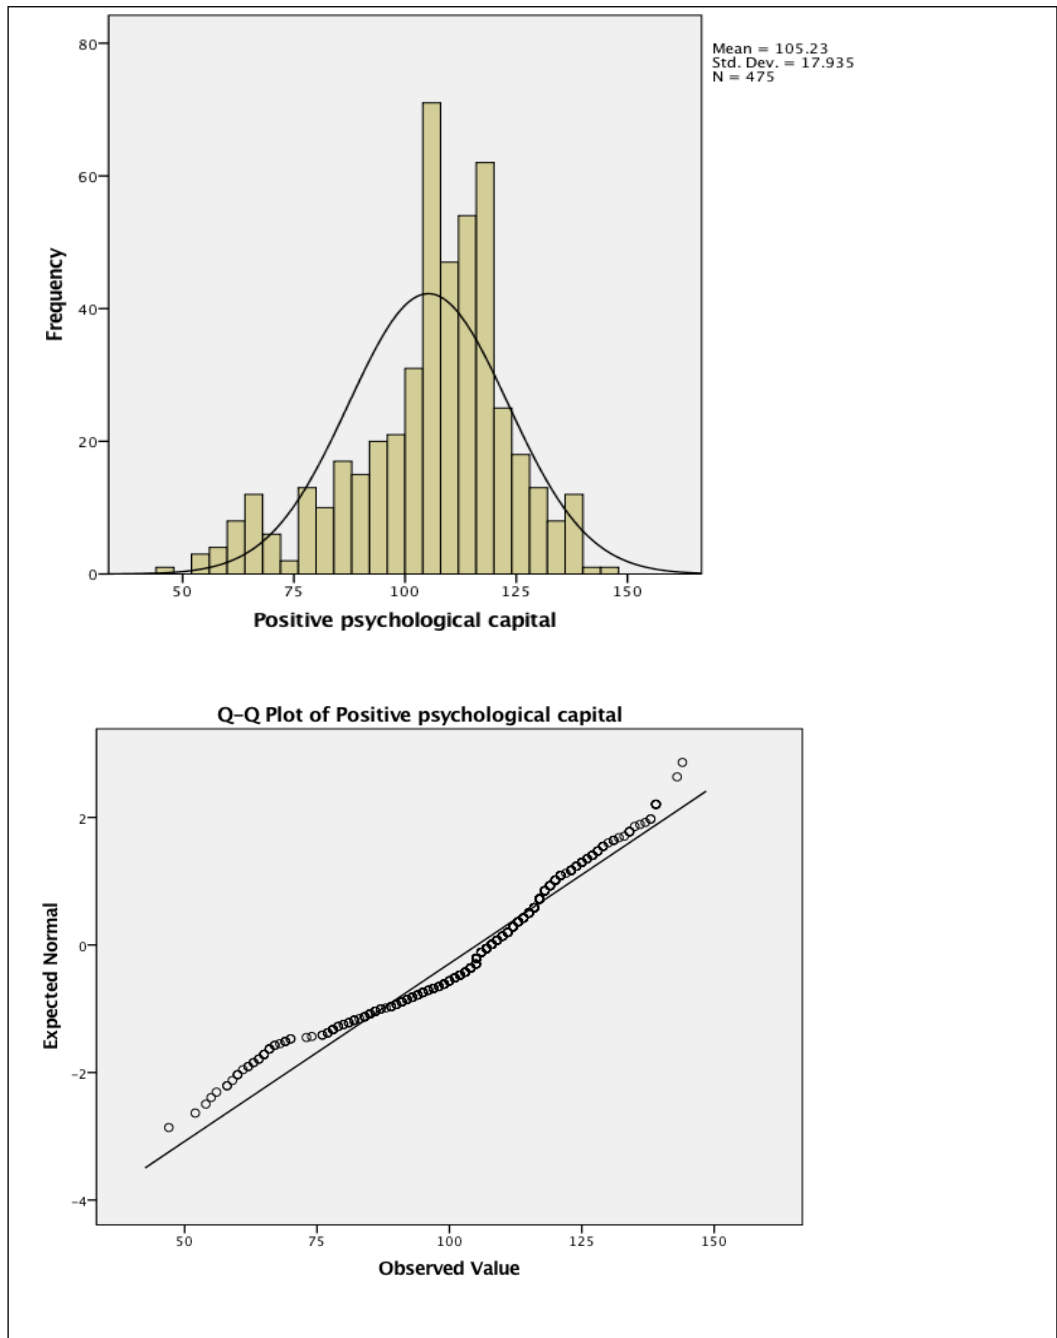 80
Mean = 105.23
Std. Dev. = 17.935
N = 475
60
Frequency
40
20
0
50 75 100 125 150
Positive psychological capital
Q–Q Plot of Positive psychological capital
2
0
Expected Normal
−2
−4
50 75 100 125 150
Observed Value